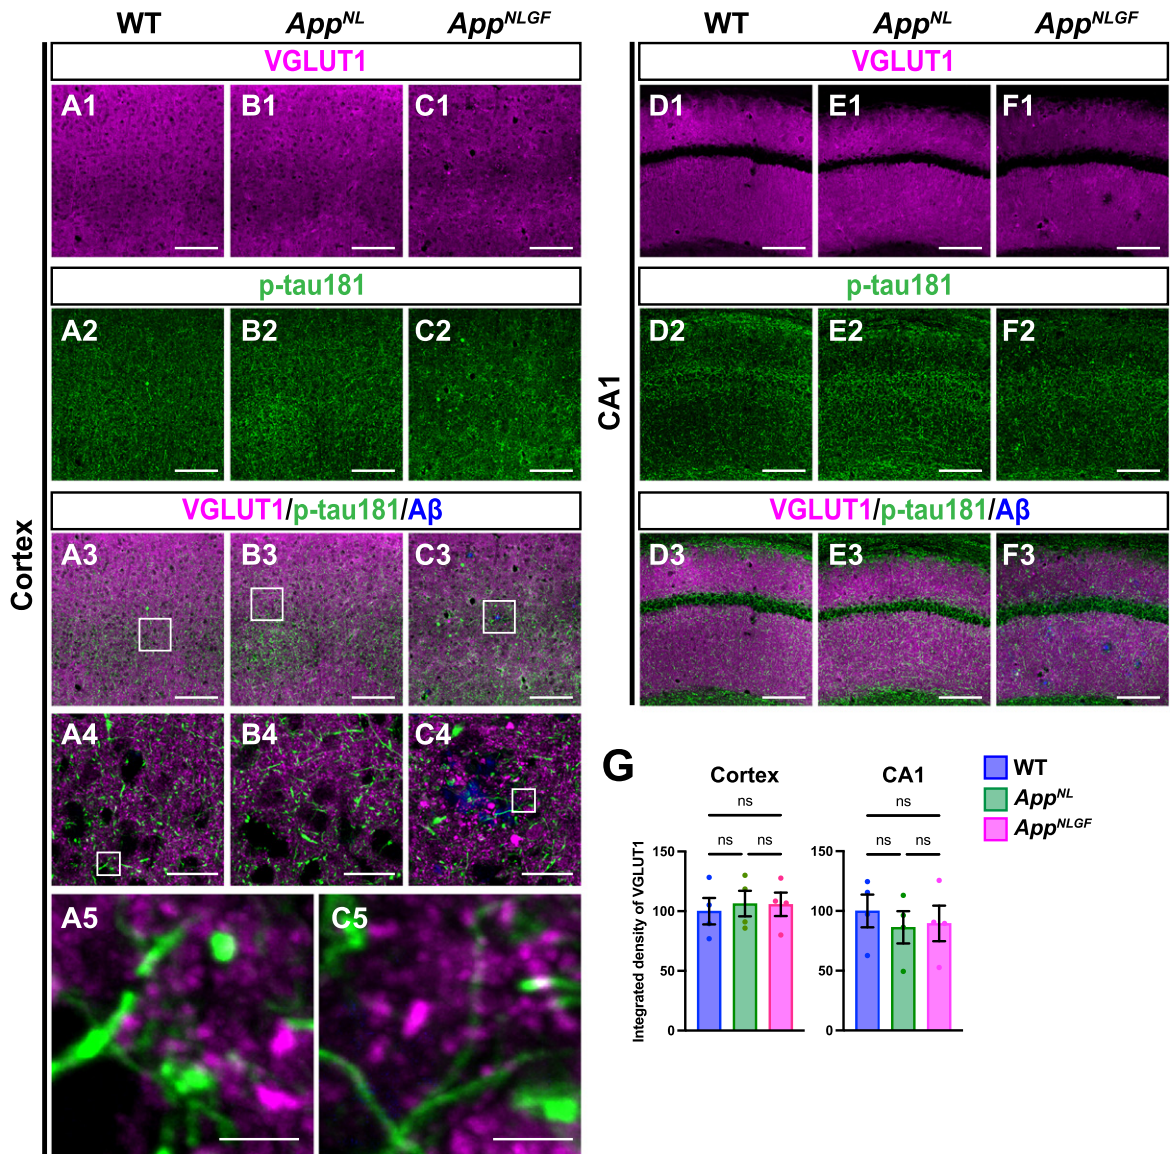 WT App^NL App^NLGF
VGLUT1
A1 B1 C1
p-tau181
A2 B2 C2
VGLUT1/p-tau181/Aβ
A3 B3 C3
A4 B4 C4
A5 C5
Cortex
WT App^NL App^NLGF
VGLUT1
D1 E1 F1
p-tau181
D2 E2 F2
VGLUT1/p-tau181/Aβ
D3 E3 F3
CA1
G
Cortex
ns
ns ns
150
100
50
0
Integrated density of VGLUT1
CA1
ns
ns ns
150
100
50
0
WT
App^NL
App^NLGF